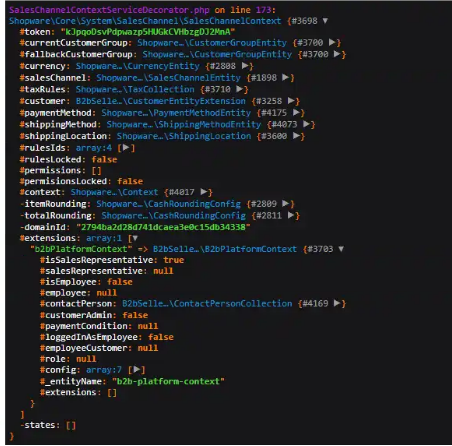 SalesChannelContextServiceDecorator.php on line 173:
Shopware\Core\System\SalesChannel\SalesChannelContext {#3698 ▼
#token: "kJpqoDsvPdpwazp5HUGkCVHbzgDJ2MnA"
#currentCustomerGroup: Shopware…\CustomerGroupEntity {#3700 ▶}
#fallbackCustomerGroup: Shopware…\CustomerGroupEntity {#3700 ▶}
#currency: Shopware…\CurrencyEntity {#2808 ▶}
#salesChannel: Shopware…\SalesChannelEntity {#1898 ▶}
#taxRules: Shopware…\TaxCollection {#3710 ▶}
#customer: B2bSelle…\CustomerEntityExtension {#3258 ▶}
#paymentMethod: Shopware…\PaymentMethodEntity {#4175 ▶}
#shippingMethod: Shopware…\ShippingMethodEntity {#4073 ▶}
#shippingLocation: Shopware…\ShippingLocation {#3600 ▶}
#rulesIds: array:4 [▶]
#rulesLocked: false
#permissions: []
#permisionsLocked: false
#context: Shopware…\Context {#4017 ▶}
-itemRounding: Shopware…\CashRoundingConfig {#2809 ▶}
-totalRounding: Shopware…\CashRoundingConfig {#2811 ▶}
-domainId: "2794ba2d28d741dcaea3e0c15db34338"
#extensions: array:1 [▼
"b2bPlatformContext" => B2bSelle…\B2bPlatformContext {#3703 ▼
#isSalesRepresentative: true
#salesRepresentative: null
#isEmployee: false
#employee: null
#contactPerson: B2bSelle…\ContactPersonCollection {#4169 ▶}
#customerAdmin: false
#paymentCondition: null
#loggedInAsEmployee: false
#employeeCustomer: null
#role: null
#config: array:7 [▶]
#_entityName: "b2b-platform-context"
#extensions: []
}
]
-states: []
}